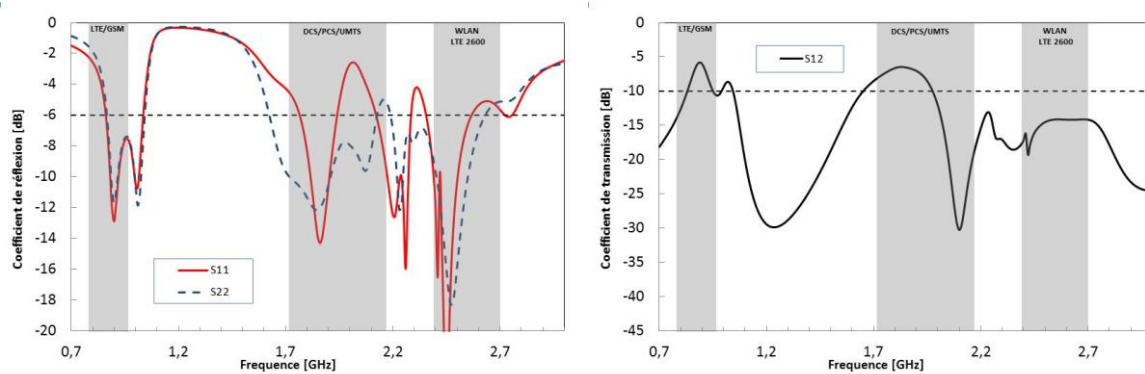 LTE/GSM
DCS/PCS/UMTS
WLAN
LTE 2600
Coefficient de réflexion [dB]
0
-2
-4
-6
-8
-10
-12
-14
-16
-18
-20
S11
S22
0,7
1,2
1,7
2,2
2,7
Frequence [GHz]
LTE/GSM
DCS/PCS/UMTS
WLAN
LTE 2600
S12
Coefficient de transmission [dB]
0
-5
-10
-15
-20
-25
-30
-35
-40
-45
0,7
1,2
1,7
2,2
2,7
Frequence [GHz]